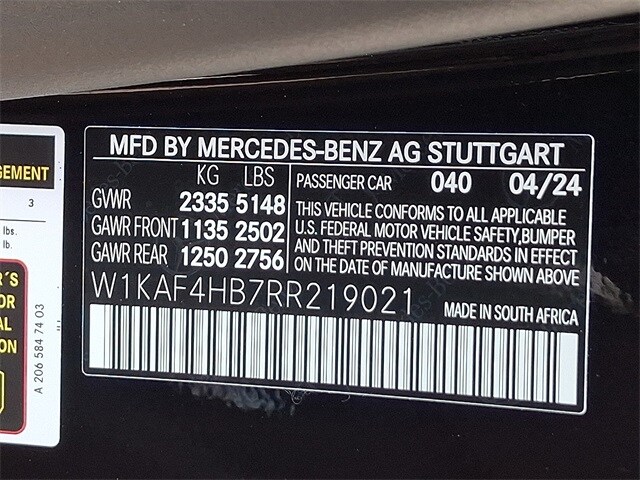 MFD BY MERCEDES-BENZ AG STUTTGART
KG LBS
GVWR 2335 5148
GAWR FRONT 1135 2502
GAWR REAR 1250 2756
PASSENGER CAR 040 04/24
THIS VEHICLE CONFORMS TO ALL APPLICABLE
U.S. FEDERAL MOTOR VEHICLE SAFETY, BUMPER
AND THEFT PREVENTION STANDARDS IN EFFECT
ON THE DATE OF MANUFACTURE SHOWN ABOVE
W1KAF4HB7RR219021
MADE IN SOUTH AFRICA
3
lbs.
lb.
A 206 584 74 03